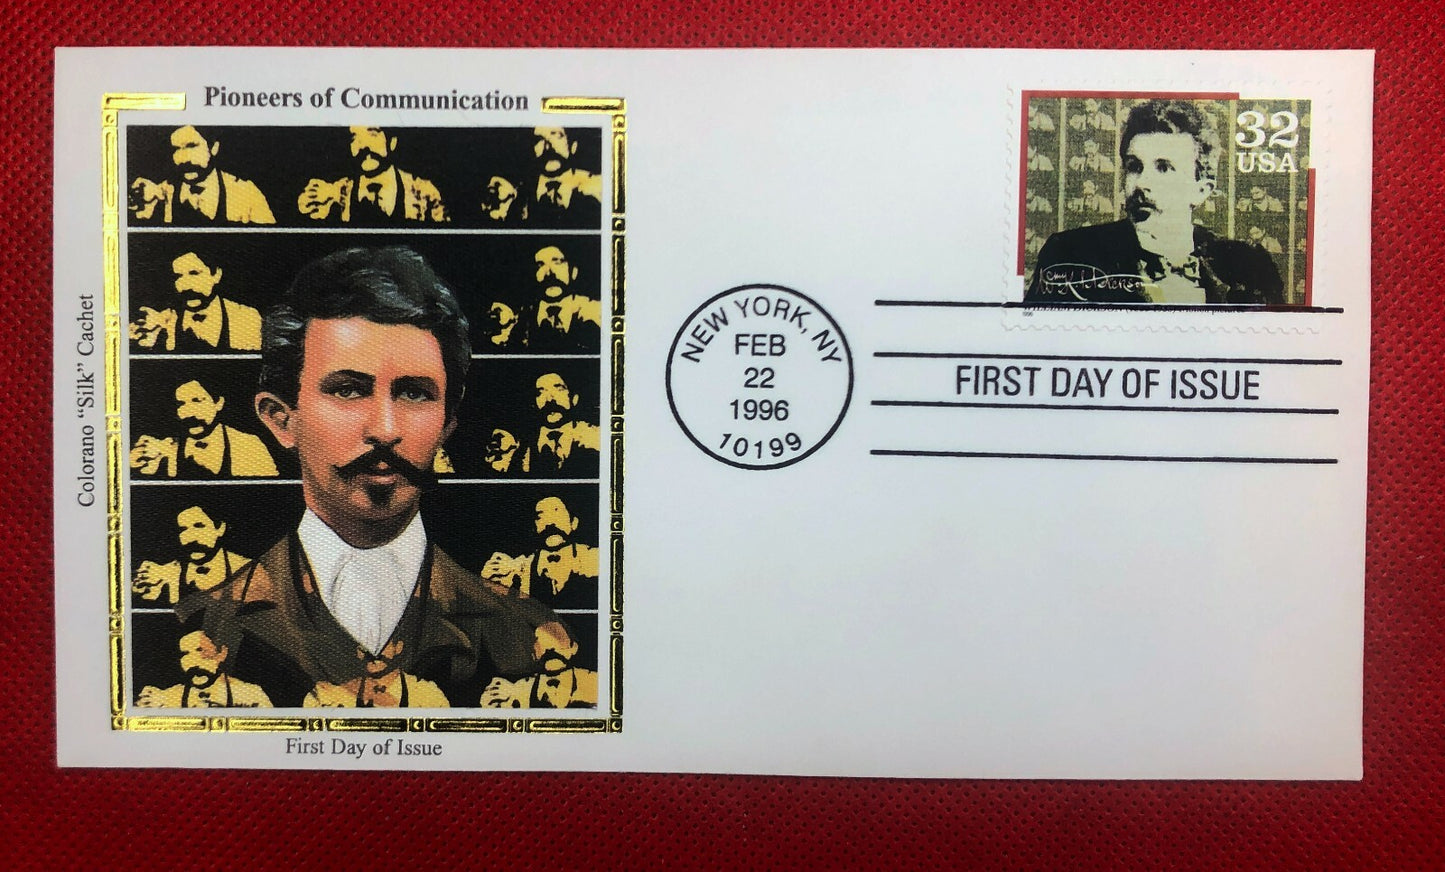 Pioneers of Communication
Colorano "Silk" Cachet
First Day of Issue
32
USA
1996
NEW YORK, NY
FEB
22
1996
10199
FIRST DAY OF ISSUE